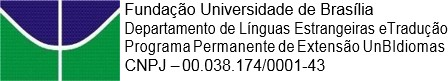 Fundação Universidade de Brasília
Departamento de Línguas Estrangeiras eTradução
Programa Permanente de Extensão UnBIdiomas
CNPJ – 00.038.174/0001-43